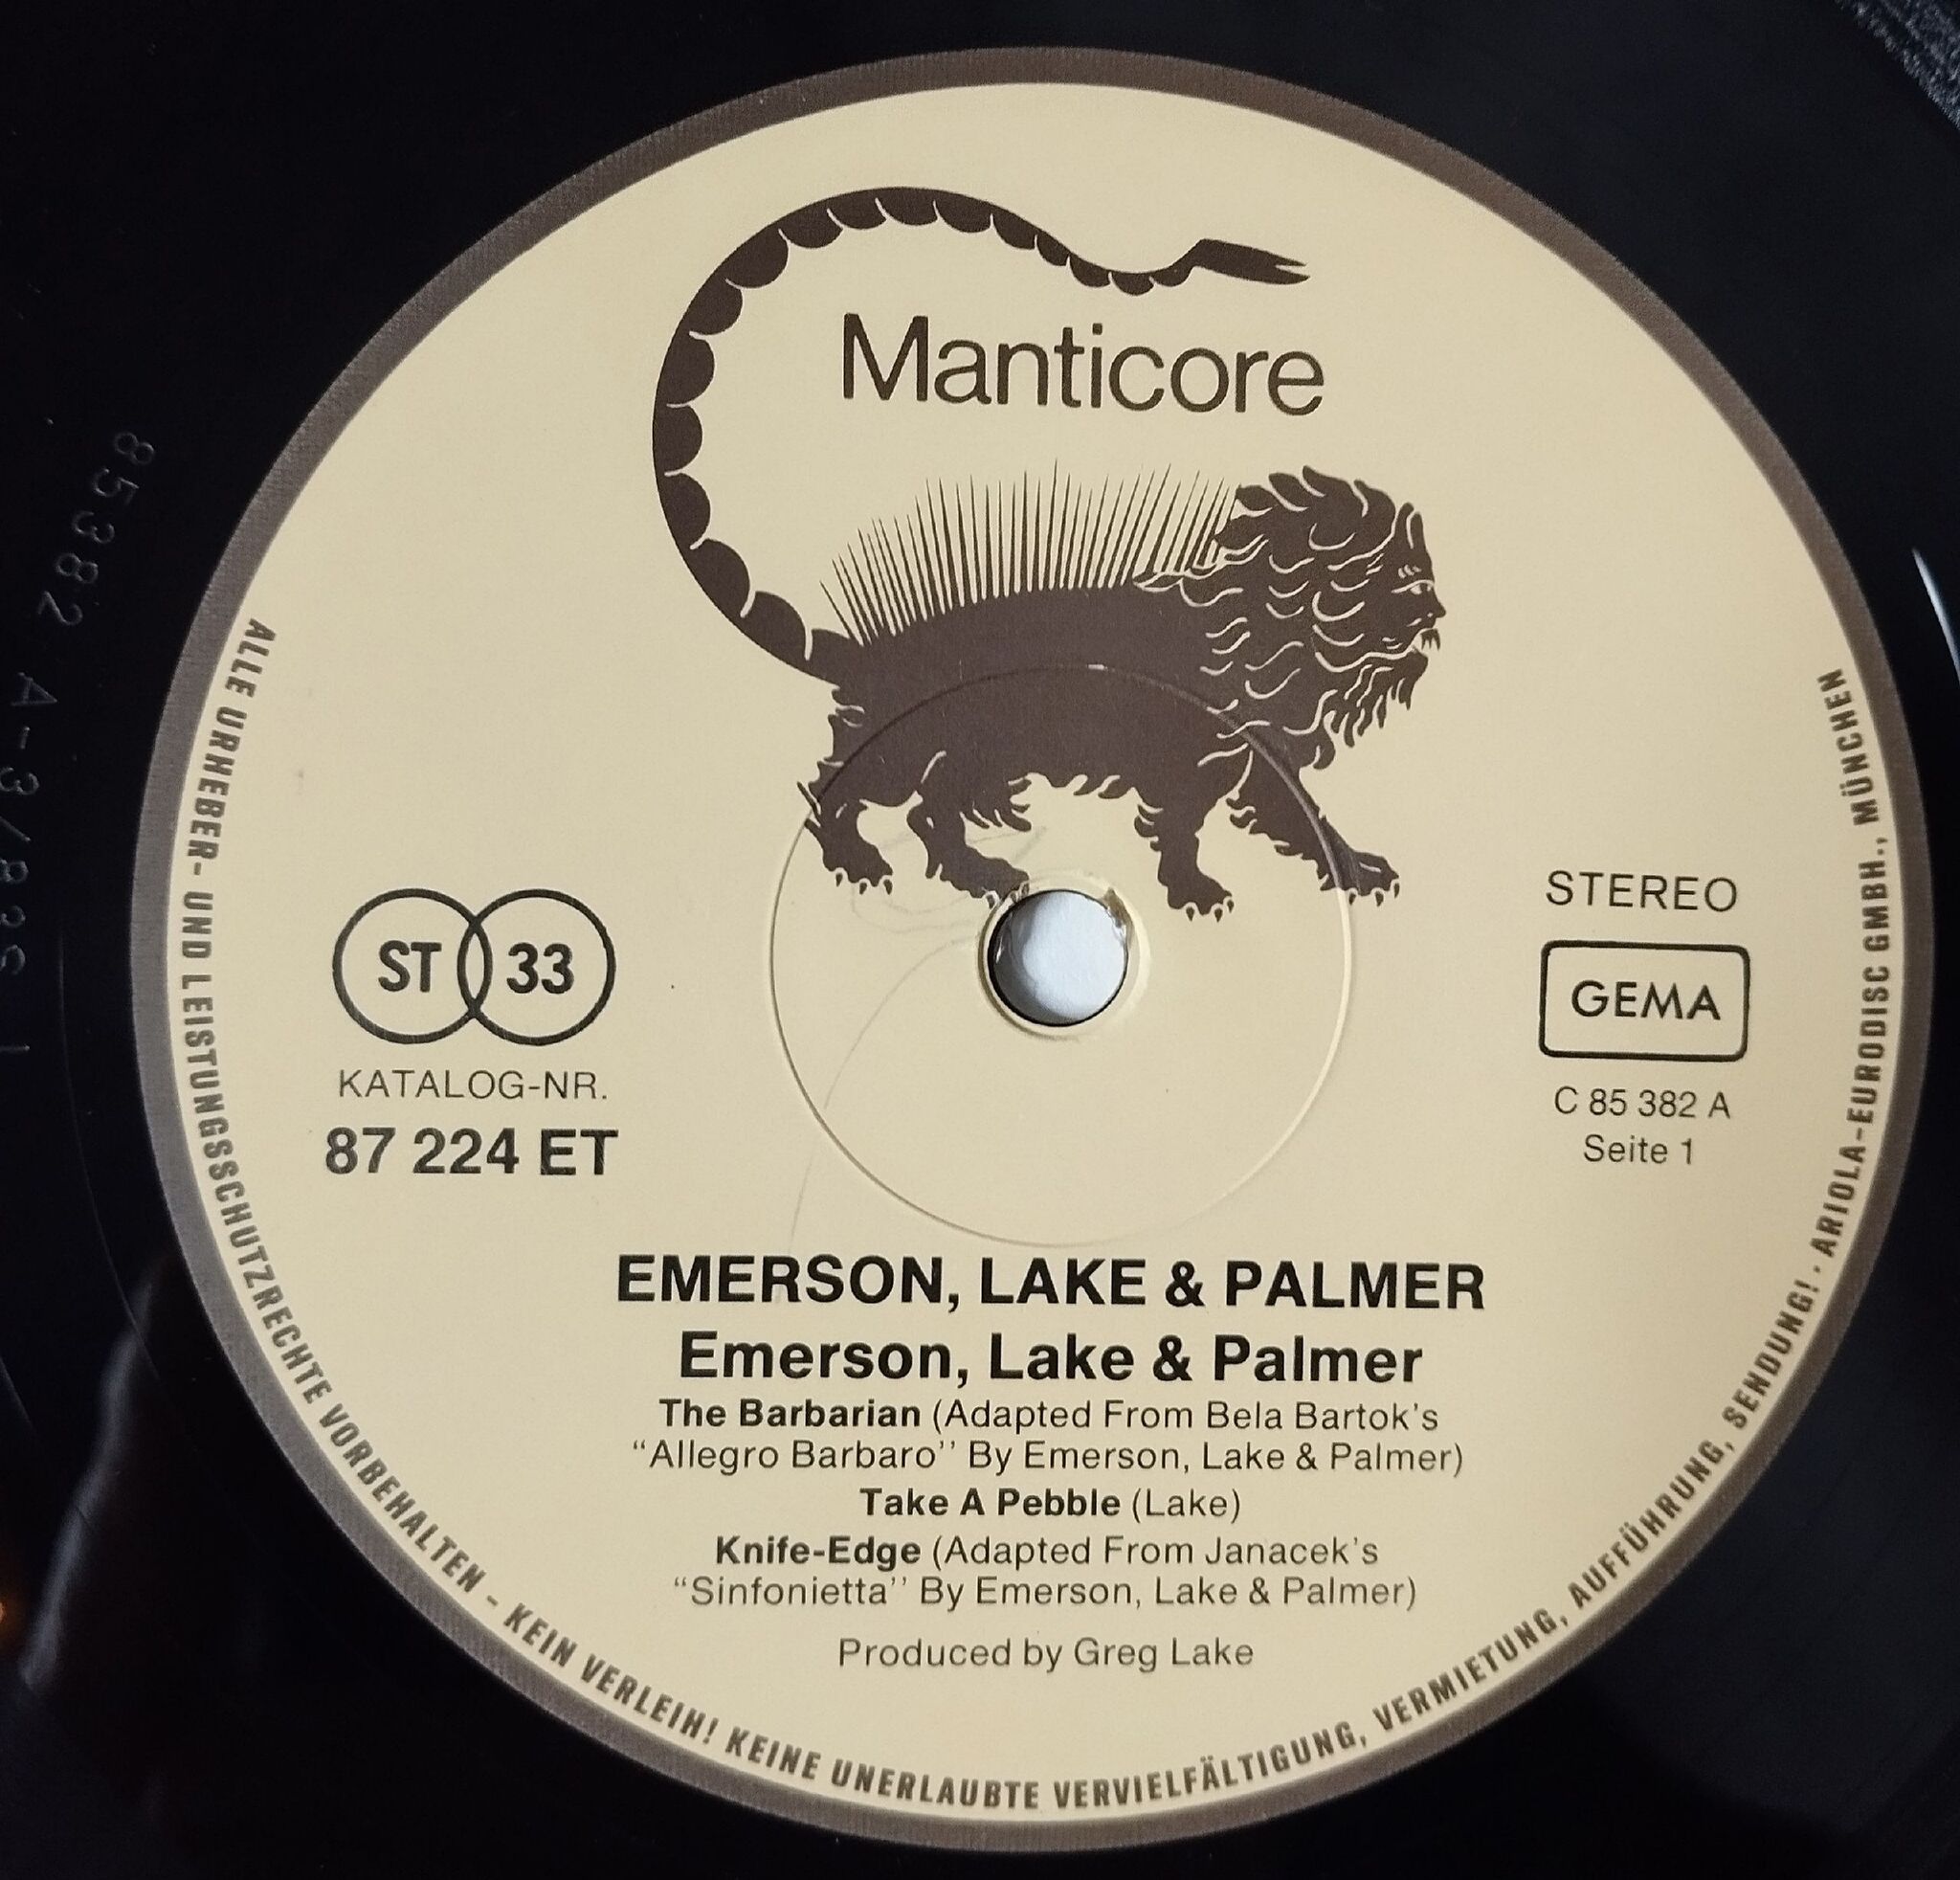 Manticore
ST 33
KATALOG-NR.
87 224 ET
STEREO
GEMA
C 85 382 A
Seite 1
EMERSON, LAKE & PALMER
Emerson, Lake & Palmer
The Barbarian (Adapted From Bela Bartok's
“Allegro Barbaro’’ By Emerson, Lake & Palmer)
Take A Pebble (Lake)
Knife-Edge (Adapted From Janacek's
“Sinfonietta’’ By Emerson, Lake & Palmer)
Produced by Greg Lake
ALLE URHEBER- UND LEISTUNGSSCHUTZRECHTE VORBEHALTEN - KEIN VERLEIH! KEINE UNERLAUBTE VERVIELFÄLTIGUNG, VERMIETUNG, AUFFÜHRUNG, SENDUNG! · ARIOLA-EURODISC GMBH., MÜNCHEN
85382 A-3/82S